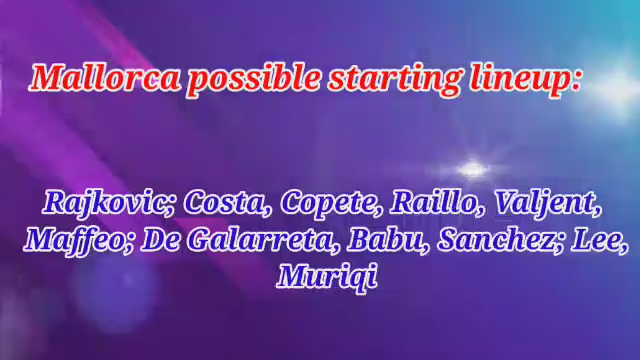 Mallorca possible starting lineup:
Rajkovic; Costa, Copete, Raillo, Valjent,
Maffeo; De Galarreta, Babu, Sanchez; Lee,
Muriqi